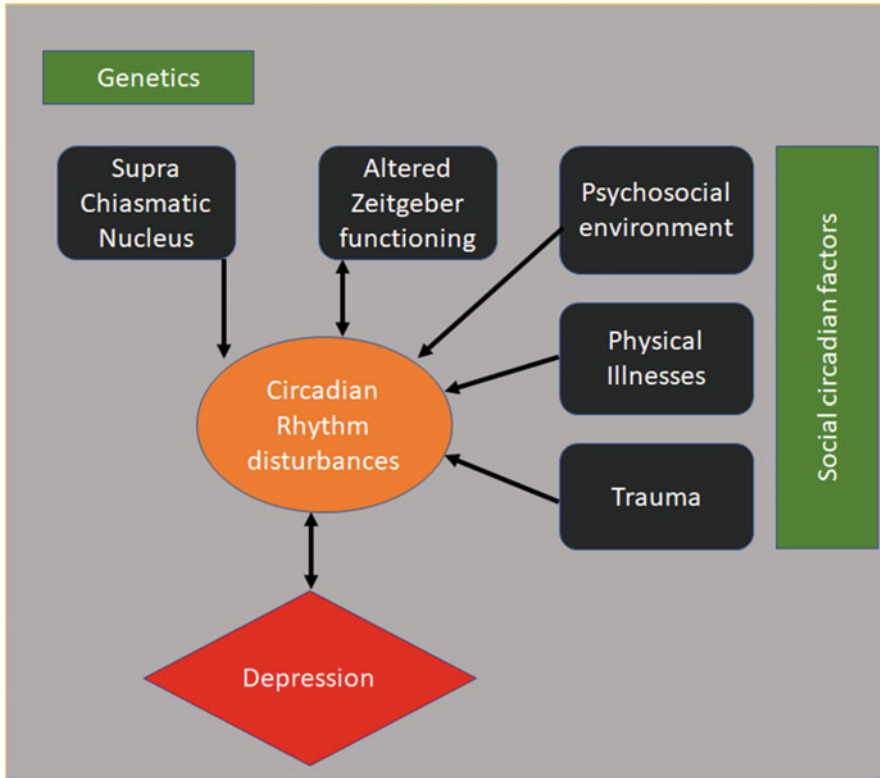 Genetics
Supra
Chiasmatic
Nucleus
Altered
Zeitgeber
functioning
Psychosocial
environment
Physical
Illnesses
Trauma
Social circadian factors
Circadian
Rhythm
disturbances
Depression